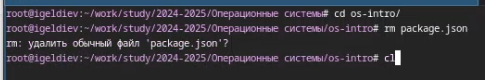 root@igeldiev:~/work/study/2024-2025/Операционные системы# cd os-intro/
root@igeldiev:~/work/study/2024-2025/Операционные системы/os-intro# rm package.json
rm: удалить обычный файл 'package.json'?
root@igeldiev:~/work/study/2024-2025/Операционные системы/os-intro# cl